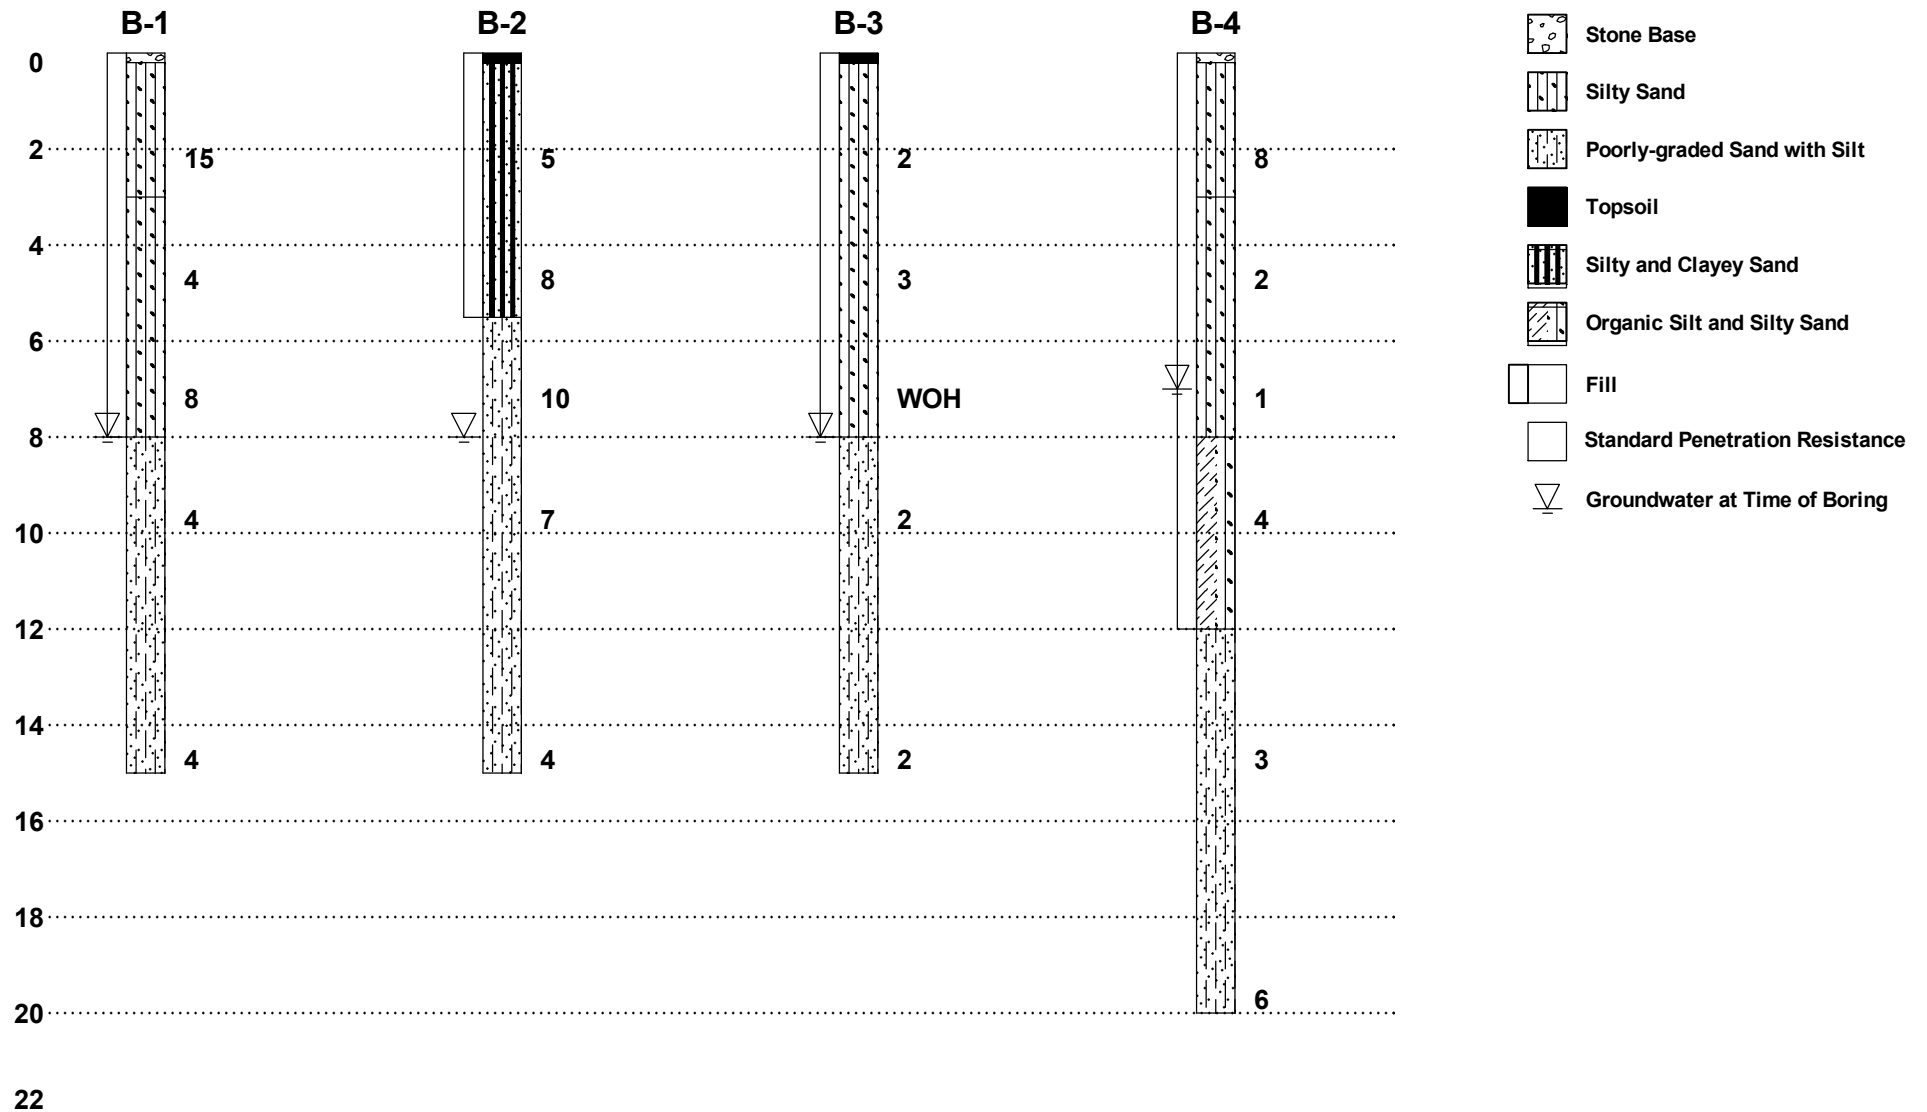 B-1 B-2 B-3 B-4
0
2 15 5 2 8
4
4 8 3 2
6
8 10 WOH 1
8
4 7 2 4
10
12
14
4 4 2 3
16
18
6
20
22
Stone Base
Silty Sand
Poorly-graded Sand with Silt
Topsoil
Silty and Clayey Sand
Organic Silt and Silty Sand
Fill
Standard Penetration Resistance
Groundwater at Time of Boring